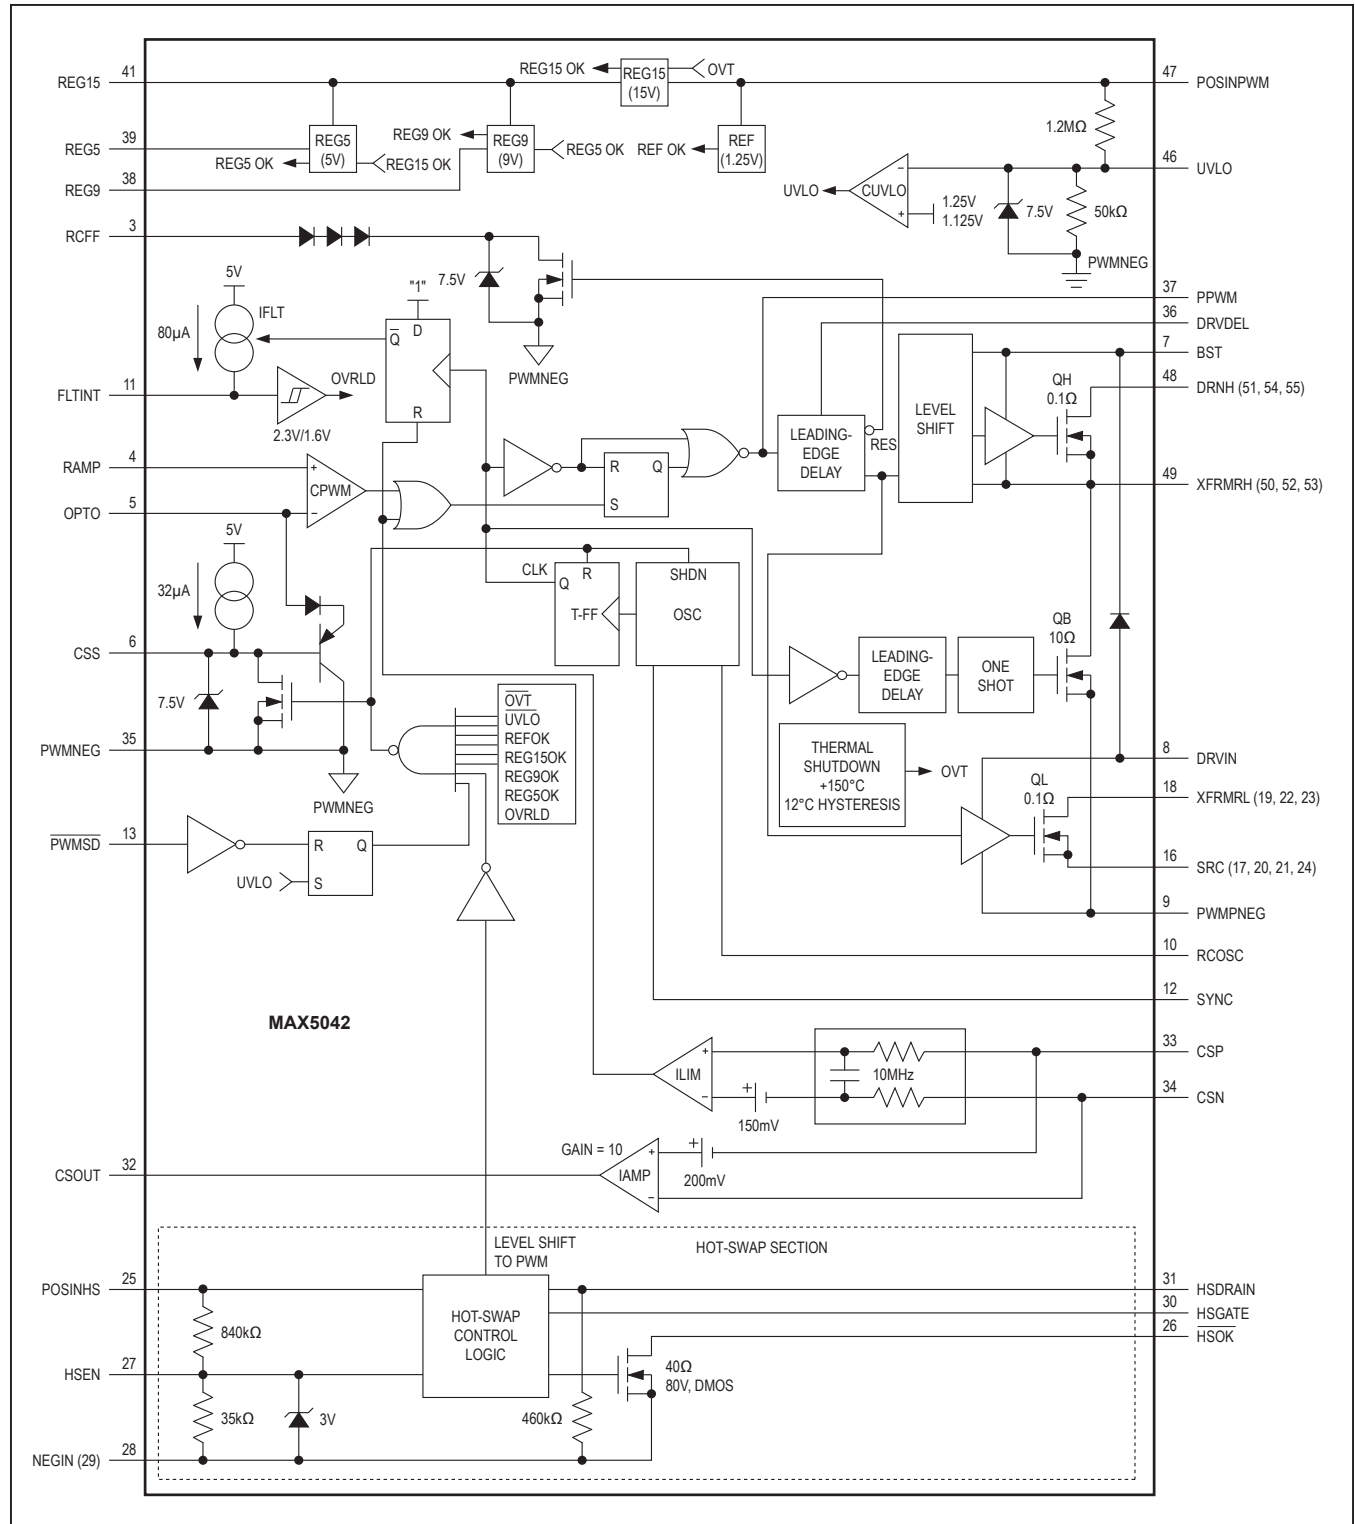 REG15
41
REG15 OK
REG15
(15V)
OVT
47
POSINPWM
REG5
39
REG5
(5V)
REG5 OK
REG15 OK
REG9 OK
REG9
(9V)
REG5 OK
REF OK
REF
(1.25V)
1.2MΩ
46
UVLO
REG9
38
UVLO
CUVLO
−
+
1.25V
1.125V
7.5V
50kΩ
PWMNEG
RCFF
3
7.5V
PWMNEG
5V
IFLT
80µA
"1"
D
Q
R
37
PPWM
36
DRVDEL
7
BST
48
DRNH (51, 54, 55)
FLTINT
11
OVRLD
2.3V/1.6V
QH
0.1Ω
LEVEL
SHIFT
LEADING-
EDGE
DELAY
RES
RAMP
4
+
CPWM
−
R
Q
S
49
XFRMRH (50, 52, 53)
OPTO
5
5V
32µA
CLK
Q
R
T-FF
SHDN
OSC
CSS
6
7.5V
QB
10Ω
LEADING-
EDGE
DELAY
ONE
SHOT
OVT
UVLO
REFOK
REG15OK
REG9OK
REG5OK
OVRLD
PWMNEG
35
PWMNEG
THERMAL
SHUTDOWN
+150°C
12°C HYSTERESIS
OVT
8
DRVIN
QL
0.1Ω
18
XFRMRL (19, 22, 23)
PWMSD
13
R
Q
S
UVLO
16
SRC (17, 20, 21, 24)
9
PWMPNEG
10
RCOSC
12
SYNC
MAX5042
ILIM
+
−
+
150mV
10MHz
33
CSP
34
CSN
CSOUT
32
GAIN = 10
IAMP
+
−
+
200mV
LEVEL SHIFT
TO PWM
HOT-SWAP SECTION
POSINHS
25
840kΩ
HOT-SWAP
CONTROL
LOGIC
31
HSDRAIN
30
HSGATE
26
HSOK
HSEN
27
35kΩ
3V
460kΩ
40Ω
80V, DMOS
NEGIN (29)
28